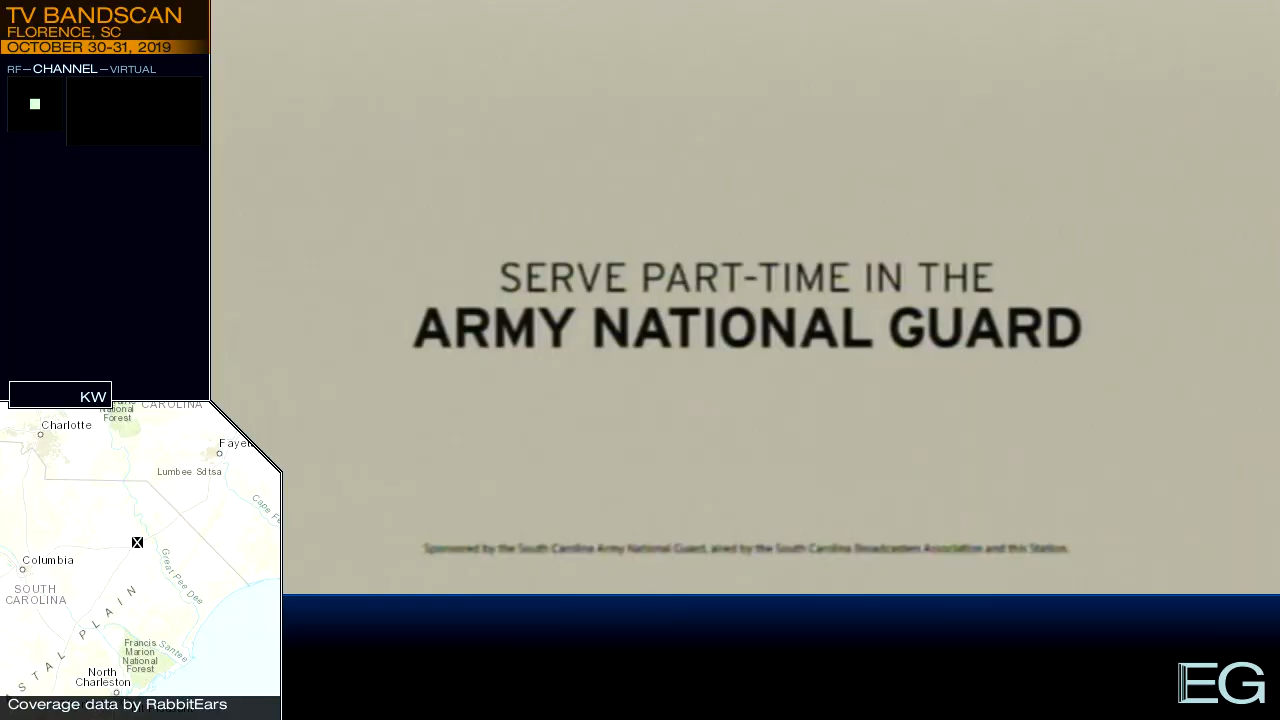 TV BANDSCAN
FLORENCE, SC
OCTOBER 30-31, 2019
RF–CHANNEL–VIRTUAL
SERVE PART-TIME IN THE
ARMY NATIONAL GUARD
Sponsored by the South Carolina Army National Guard, aired by the South Carolina Broadcasters Association and this Station.
KW
CAROLINA
National
Forest
Charlotte
Fayet
Lumbee Sdtsa
Cape Fe
Great Pee Dee
Columbia
SOUTH
CAROLINA
STAL PLAIN
Francis
Marion
National
Forest
Santee
North
Charleston
Coverage data by RabbitEars
EG